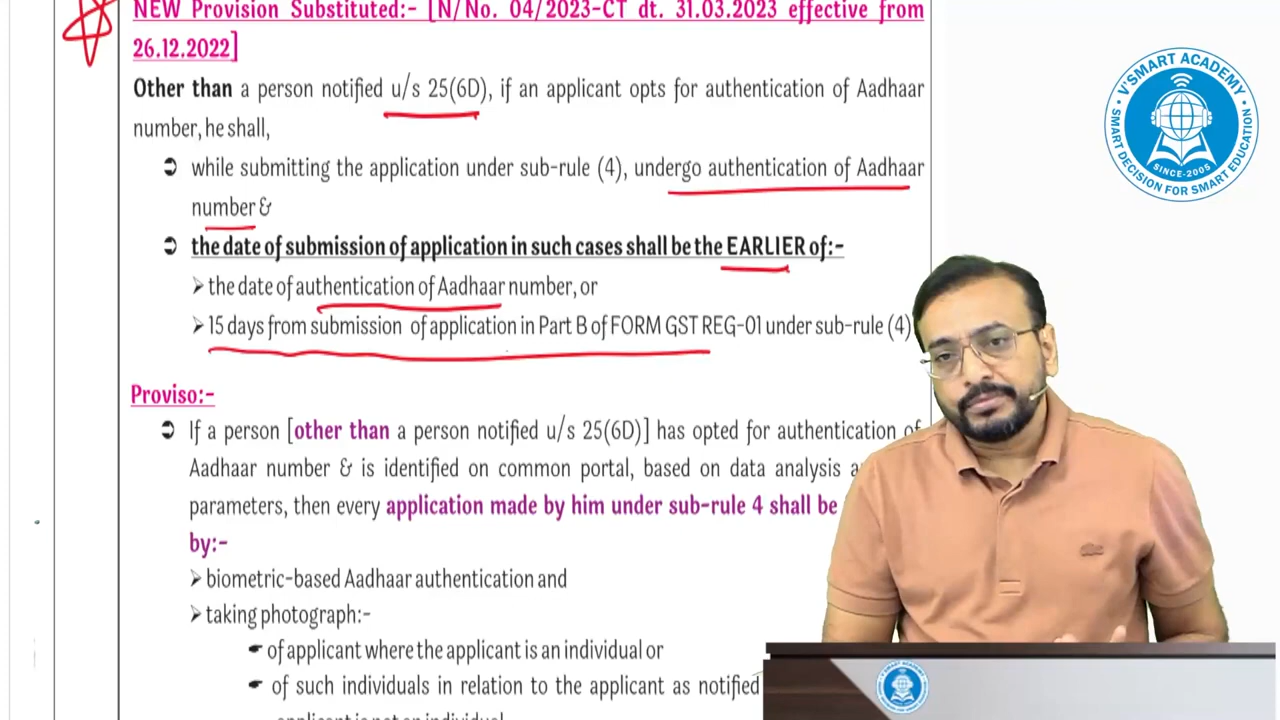 NEW Provision Substituted:- [N/No. 04/2023-CT dt. 31.03.2023 effective from
26.12.2022]
Other than a person notified u/s 25(6D), if an applicant opts for authentication of Aadhaar
number, he shall,
while submitting the application under sub-rule (4), undergo authentication of Aadhaar
number &
the date of submission of application in such cases shall be the EARLIER of:-
the date of authentication of Aadhaar number, or
15 days from submission of application in Part B of FORM GST REG-01 under sub-rule (4)
Proviso:-
If a person [other than a person notified u/s 25(6D)] has opted for authentication of
Aadhaar number & is identified on common portal, based on data analysis
parameters, then every application made by him under sub-rule 4 shall be
by:-
biometric-based Aadhaar authentication and
taking photograph:-
of applicant where the applicant is an individual or
of such individuals in relation to the applicant as notified
applicant is not an individual
V'SMART ACADEMY
SINCE-2005
SMART DECISION FOR SMART EDUCATION